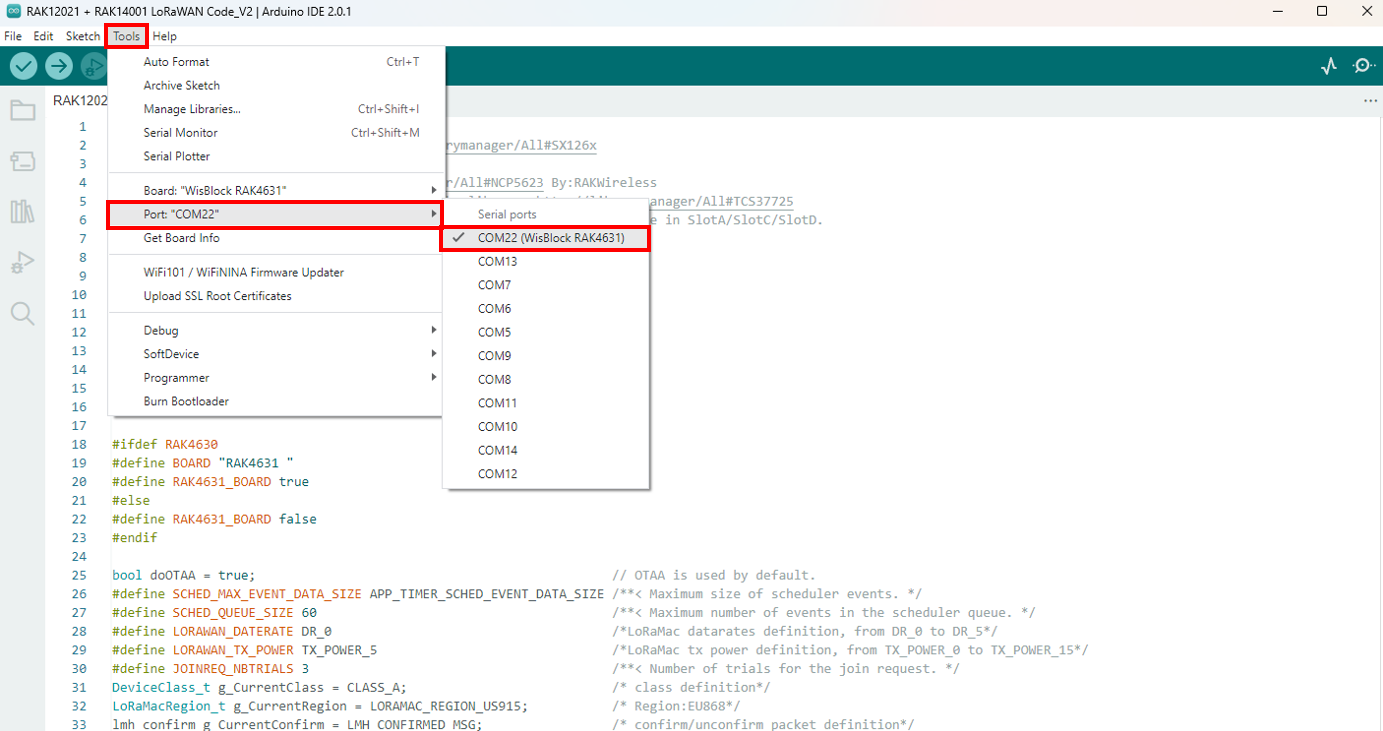 RAK12021 + RAK14001 LoRaWAN Code_V2 | Arduino IDE 2.0.1
File Edit Sketch Tools Help
Auto Format Ctrl+T
Archive Sketch
Manage Libraries... Ctrl+Shift+I
Serial Monitor Ctrl+Shift+M
Serial Plotter
Board: "WisBlock RAK4631"
Port: "COM22"
Get Board Info
WiFi101 / WiFiNINA Firmware Updater
Upload SSL Root Certificates
Debug
SoftDevice
Programmer
Burn Bootloader
Serial ports
COM22 (WisBlock RAK4631)
COM13
COM7
COM6
COM5
COM9
COM8
COM11
COM10
COM14
COM12
RAK1202
1
2 rymanager/All#SX126x
3
4 r/All#NCP5623 By:RAKWireless
5 manager/All#TCS37725
6 e in SlotA/SlotC/SlotD.
7
8
9
10
11
12
13
14
15
16
17
18 #ifdef RAK4630
19 #define BOARD "RAK4631 "
20 #define RAK4631_BOARD true
21 #else
22 #define RAK4631_BOARD false
23 #endif
24
25 bool doOTAA = true; // OTAA is used by default.
26 #define SCHED_MAX_EVENT_DATA_SIZE APP_TIMER_SCHED_EVENT_DATA_SIZE /**< Maximum size of scheduler events. */
27 #define SCHED_QUEUE_SIZE 60 /**< Maximum number of events in the scheduler queue. */
28 #define LORAWAN_DATERATE DR_0 /*LoRaMac datarates definition, from DR_0 to DR_5*/
29 #define LORAWAN_TX_POWER TX_POWER_5 /*LoRaMac tx power definition, from TX_POWER_0 to TX_POWER_15*/
30 #define JOINREQ_NBTRIALS 3 /**< Number of trials for the join request. */
31 DeviceClass_t g_CurrentClass = CLASS_A; /* class definition*/
32 LoRaMacRegion_t g_CurrentRegion = LORAMAC_REGION_US915; /* Region:EU868*/
33 lmh_confirm g_CurrentConfirm = LMH_CONFIRMED_MSG; /* confirm/unconfirm packet definition*/